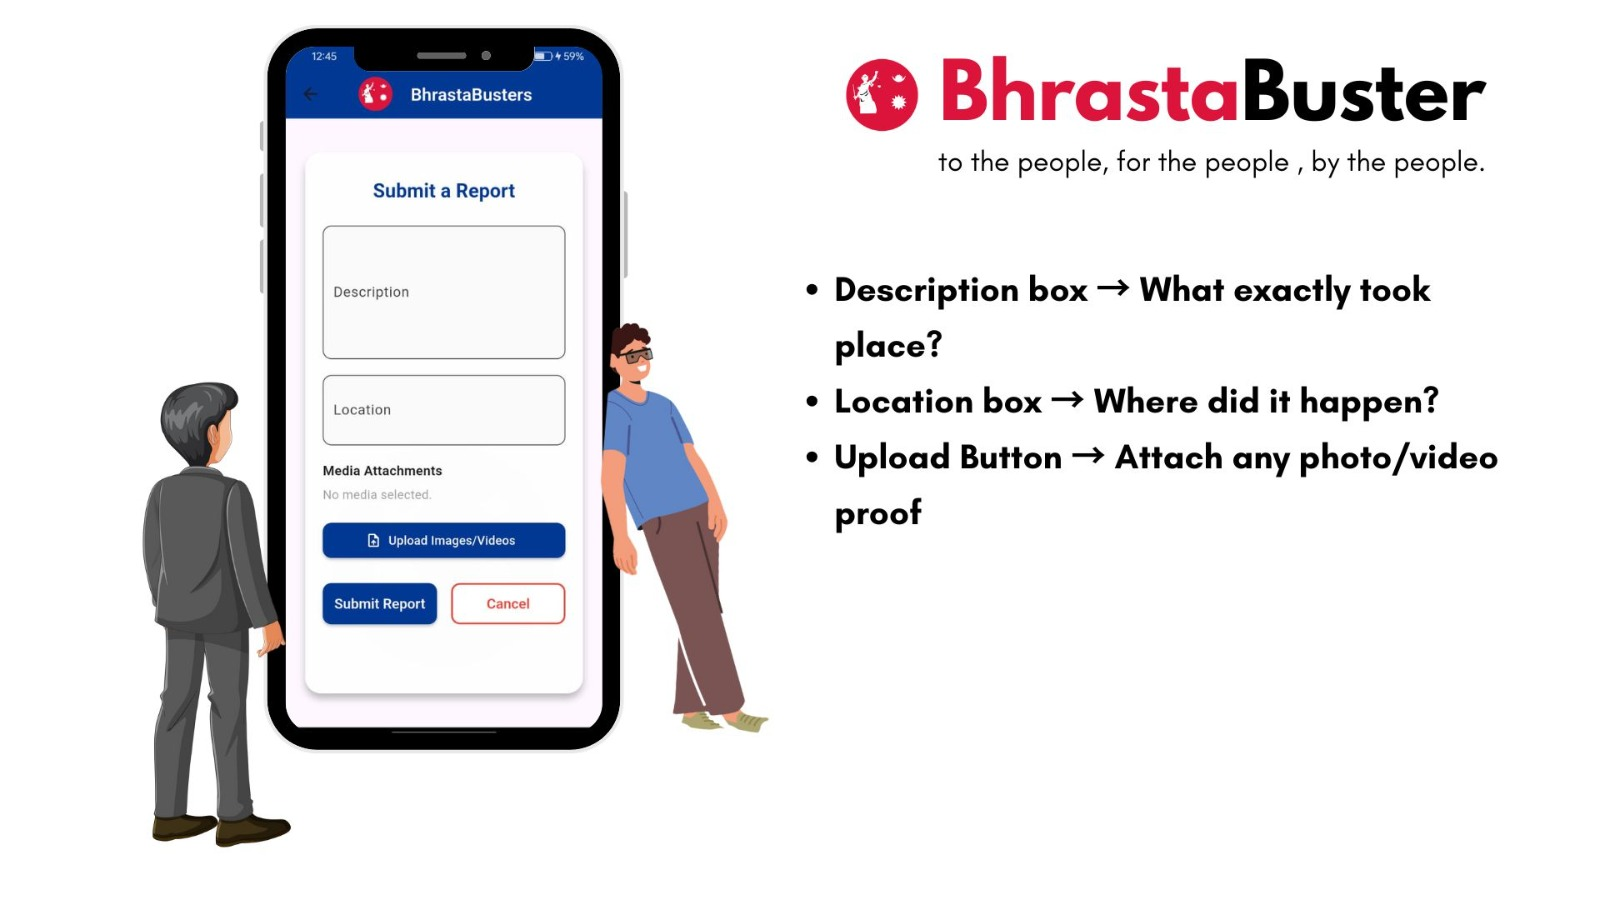 12:45
59%
BhrastaBusters
Submit a Report
Description
Location
Media Attachments
No media selected.
Upload Images/Videos
Submit Report
Cancel
BhrastaBuster
to the people, for the people , by the people.
• Description box → What exactly took
place?
• Location box → Where did it happen?
• Upload Button → Attach any photo/video
proof